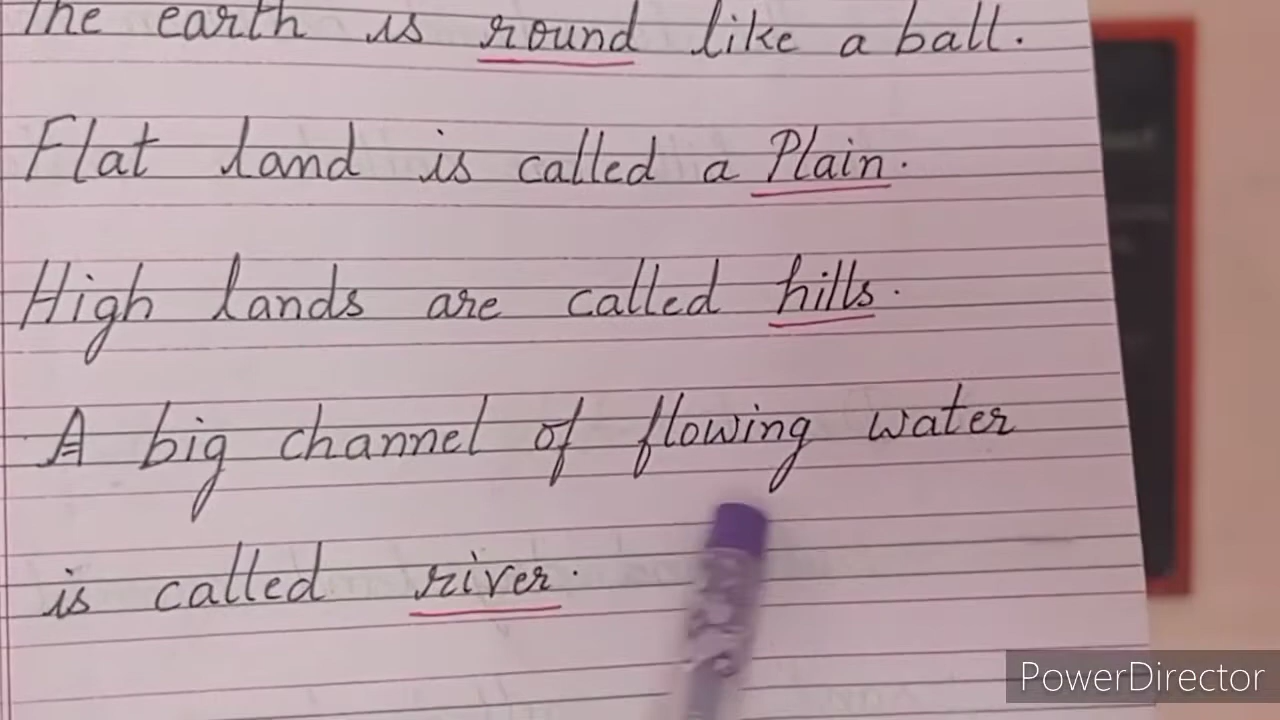 The earth is round like a ball.
Flat land is called a Plain.
High lands are called hills.
A big channel of flowing water
is called river.
PowerDirector